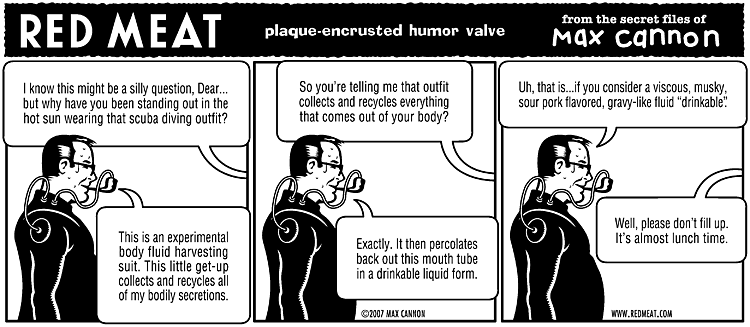 RED MEAT
plaque-encrusted humor valve
from the secret files of
Max cannon
I know this might be a silly question, Dear...
but why have you been standing out in the
hot sun wearing that scuba diving outfit?
This is an experimental
body fluid harvesting
suit. This little get-up
collects and recycles all
of my bodily secretions.
So you're telling me that outfit
collects and recycles everything
that comes out of your body?
Exactly. It then percolates
back out this mouth tube
in a drinkable liquid form.
©2007 MAX CANNON
Uh, that is...if you consider a viscous, musky,
sour pork flavored, gravy-like fluid "drinkable".
Well, please don't fill up.
It's almost lunch time.
WWW.REDMEAT.COM